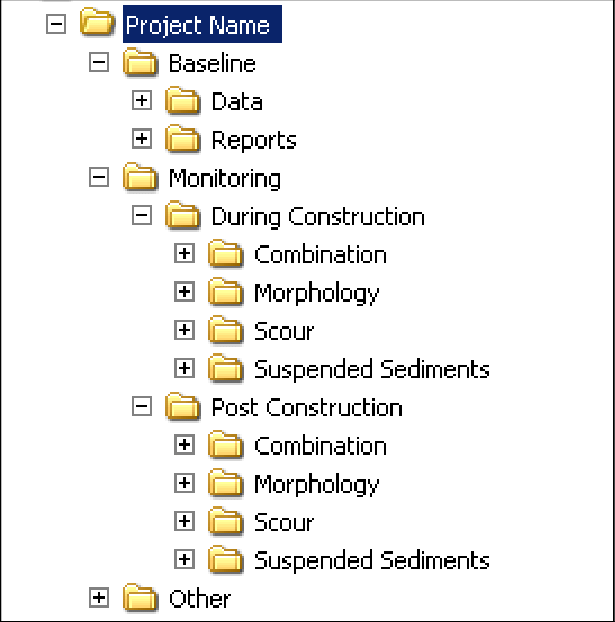 Project Name
Baseline
Data
Reports
Monitoring
During Construction
Combination
Morphology
Scour
Suspended Sediments
Post Construction
Combination
Morphology
Scour
Suspended Sediments
Other